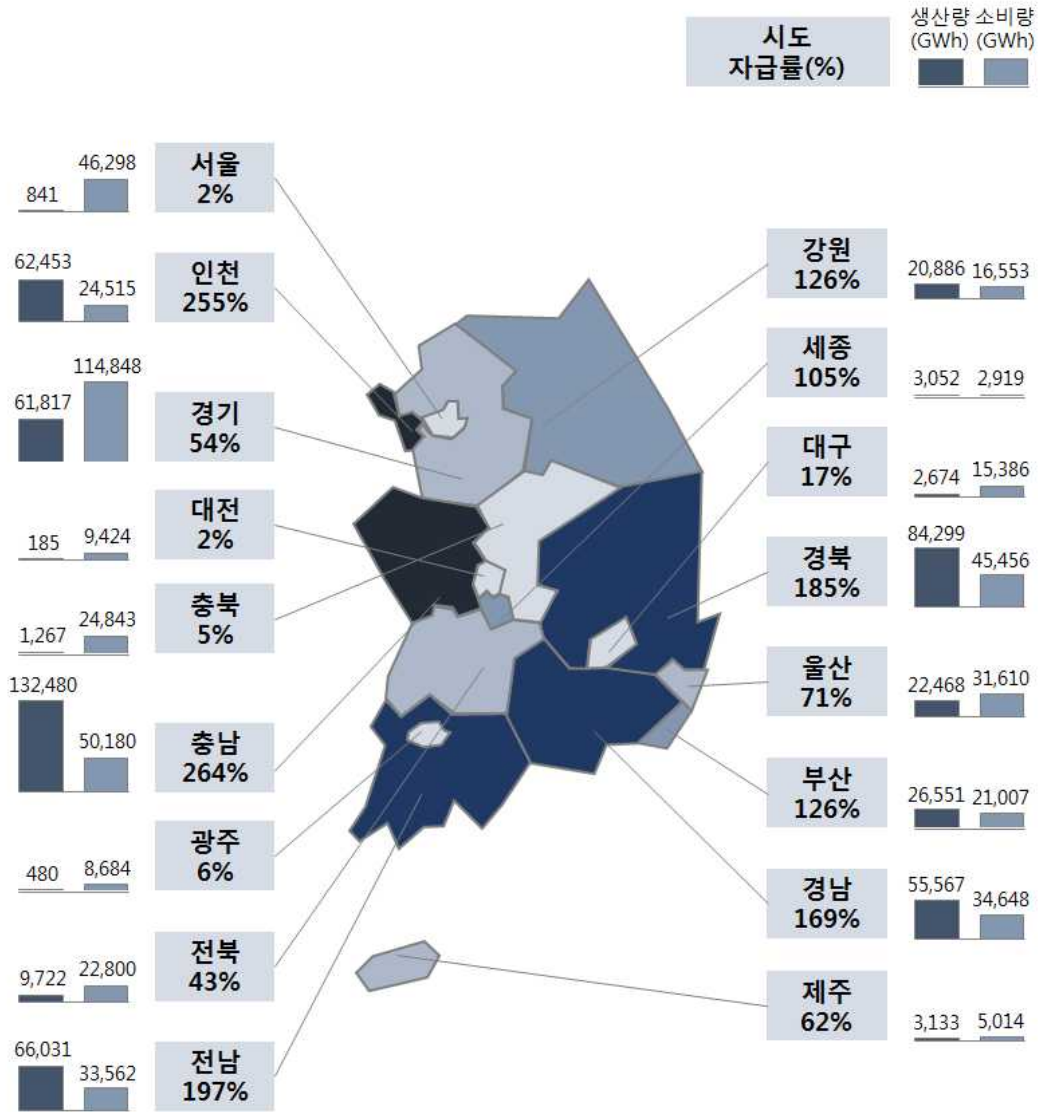 시도
자급률(%)
생산량 소비량
(GWh) (GWh)
841 46,298
서울
2%
62,453 24,515
인천
255%
61,817 114,848
경기
54%
185 9,424
대전
2%
1,267 24,843
충북
5%
132,480 50,180
충남
264%
480 8,684
광주
6%
9,722 22,800
전북
43%
66,031 33,562
전남
197%
강원
126%
20,886 16,553
세종
105%
3,052 2,919
대구
17%
2,674 15,386
경북
185%
84,299 45,456
울산
71%
22,468 31,610
부산
126%
26,551 21,007
경남
169%
55,567 34,648
제주
62%
3,133 5,014